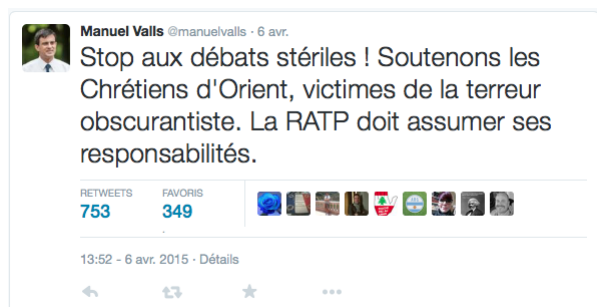 Manuel Valls @manuelvalls · 6 avr.
Stop aux débats stériles ! Soutenons les
Chrétiens d'Orient, victimes de la terreur
obscurantiste. La RATP doit assumer ses
responsabilités.
RETWEETS FAVORIS
753 349
13:52 - 6 avr. 2015 · Détails